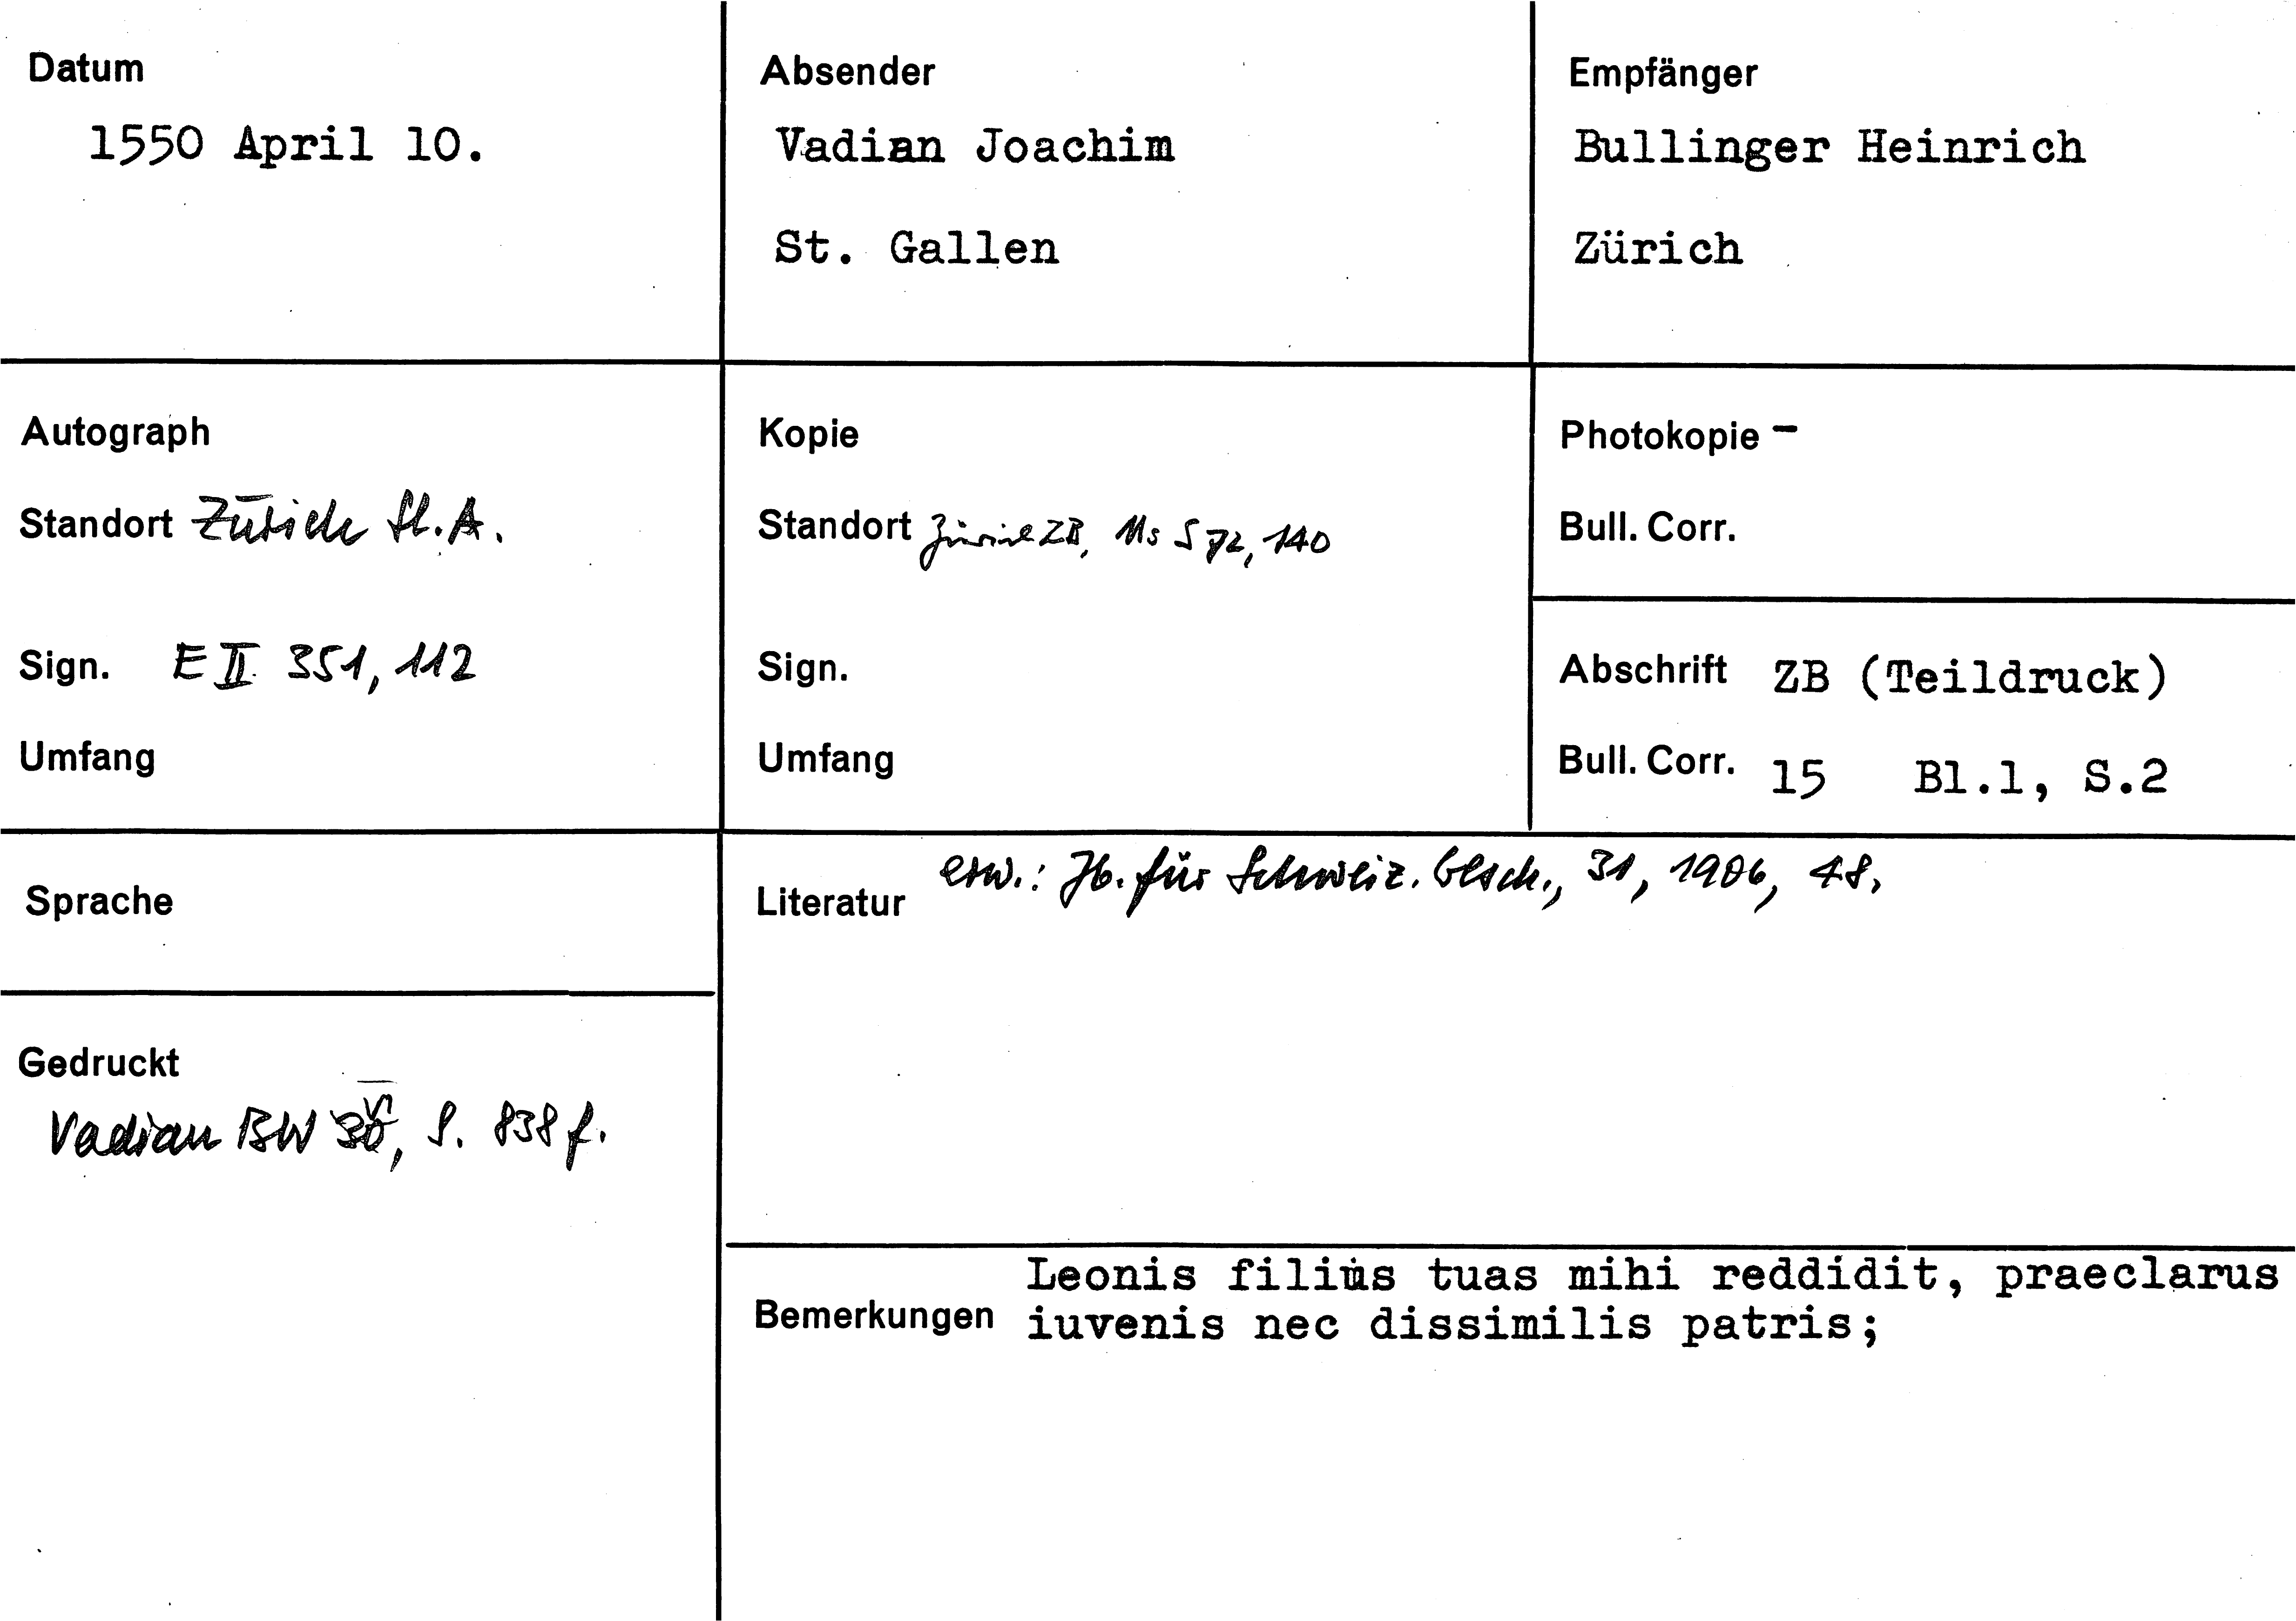 Datum
1550 April 10.
Absender
Vadian Joachim
St. Gallen
Empfänger
Bullinger Heinrich
Zürich
Autograph
Standort Zürich St.A.
Sign. E II 351, 112
Umfang
Kopie
Standort Zürich ZB, Ms S 72, 140
Sign.
Umfang
Photokopie -
Bull. Corr.
Abschrift ZB (Teildruck)
Bull. Corr. 15 Bl.1, S.2
Sprache
Gedruckt
Vadian BW VI, S. 838 f.
Literatur erw.: Jb. für Schweiz. Gesch., 31, 1906, 48.
Bemerkungen
Leonis filius tuas mihi reddidit, praeclarus
iuvenis nec dissimilis patris;